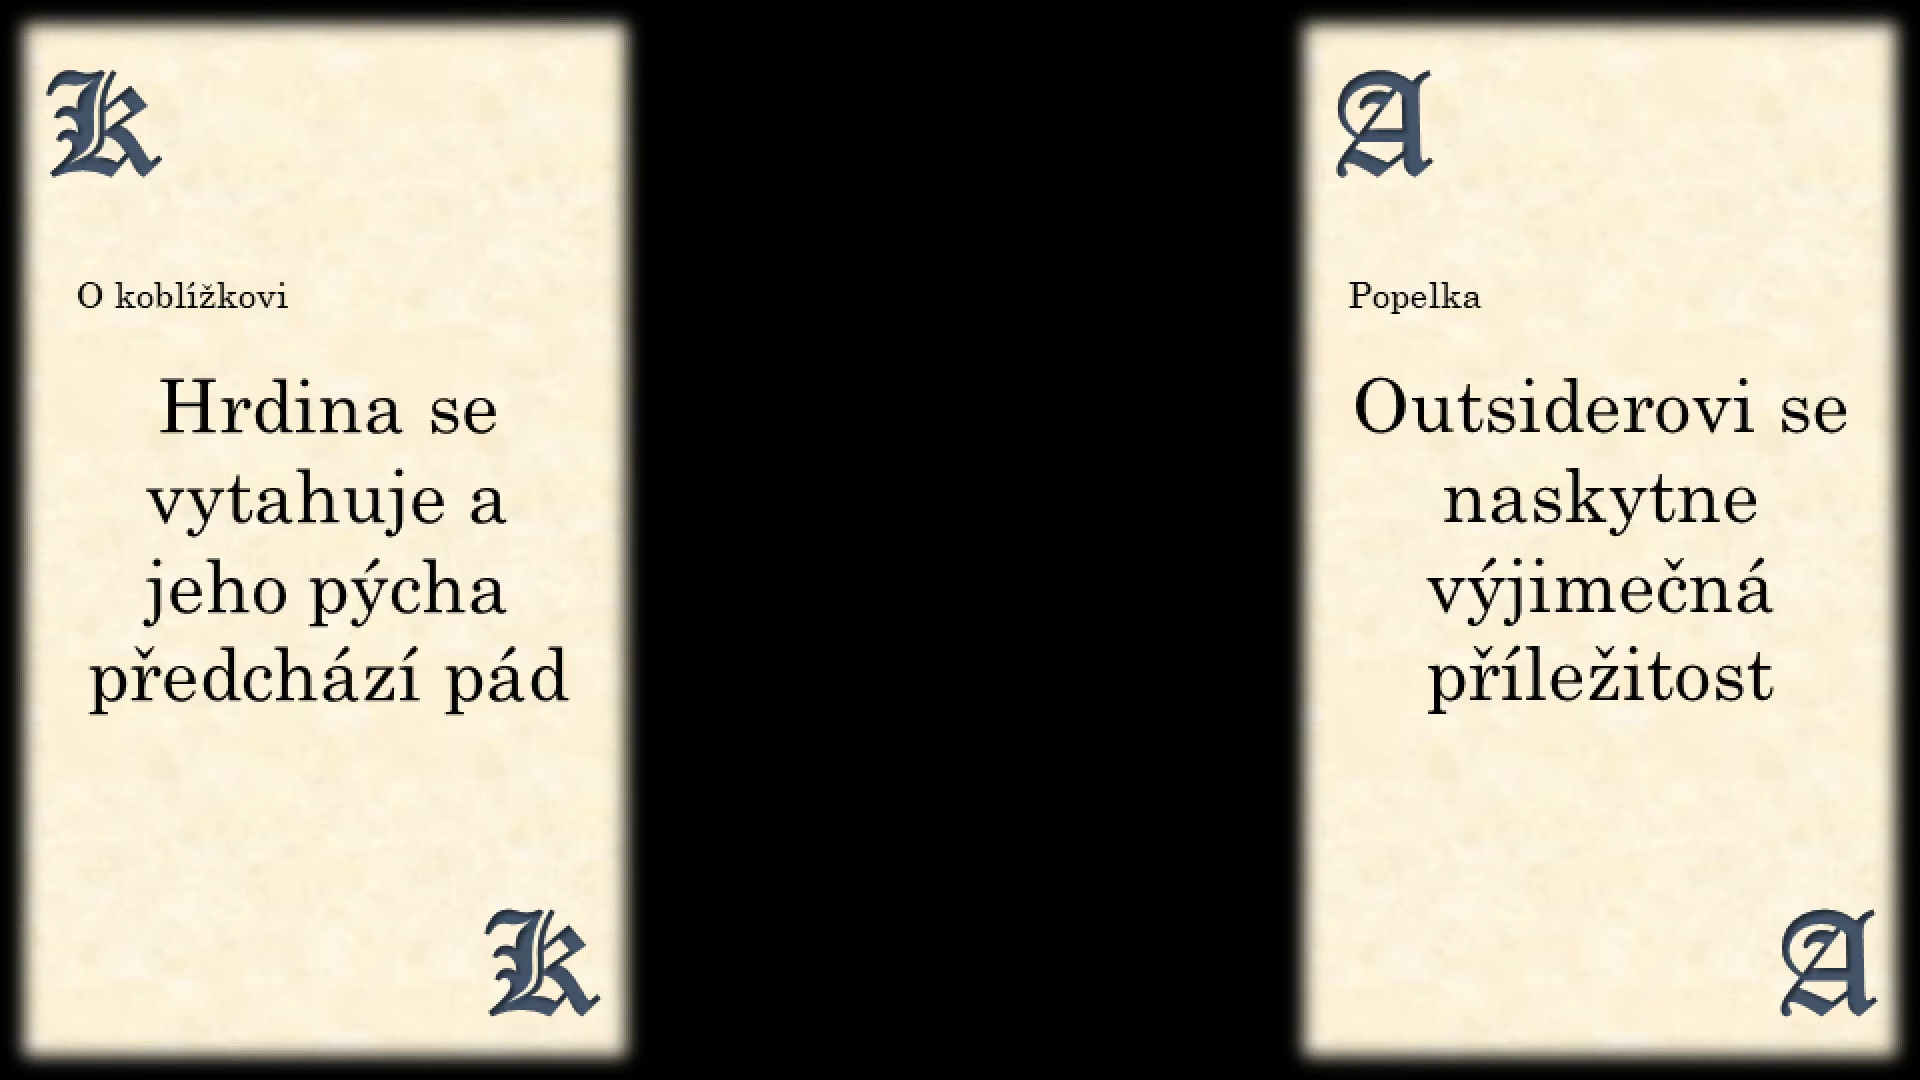 K
O koblížkovi
Hrdina se
vytahuje a
jeho pýcha
předchází pád
K
A
Popelka
Outsiderovi se
naskytne
výjimečná
příležitost
A